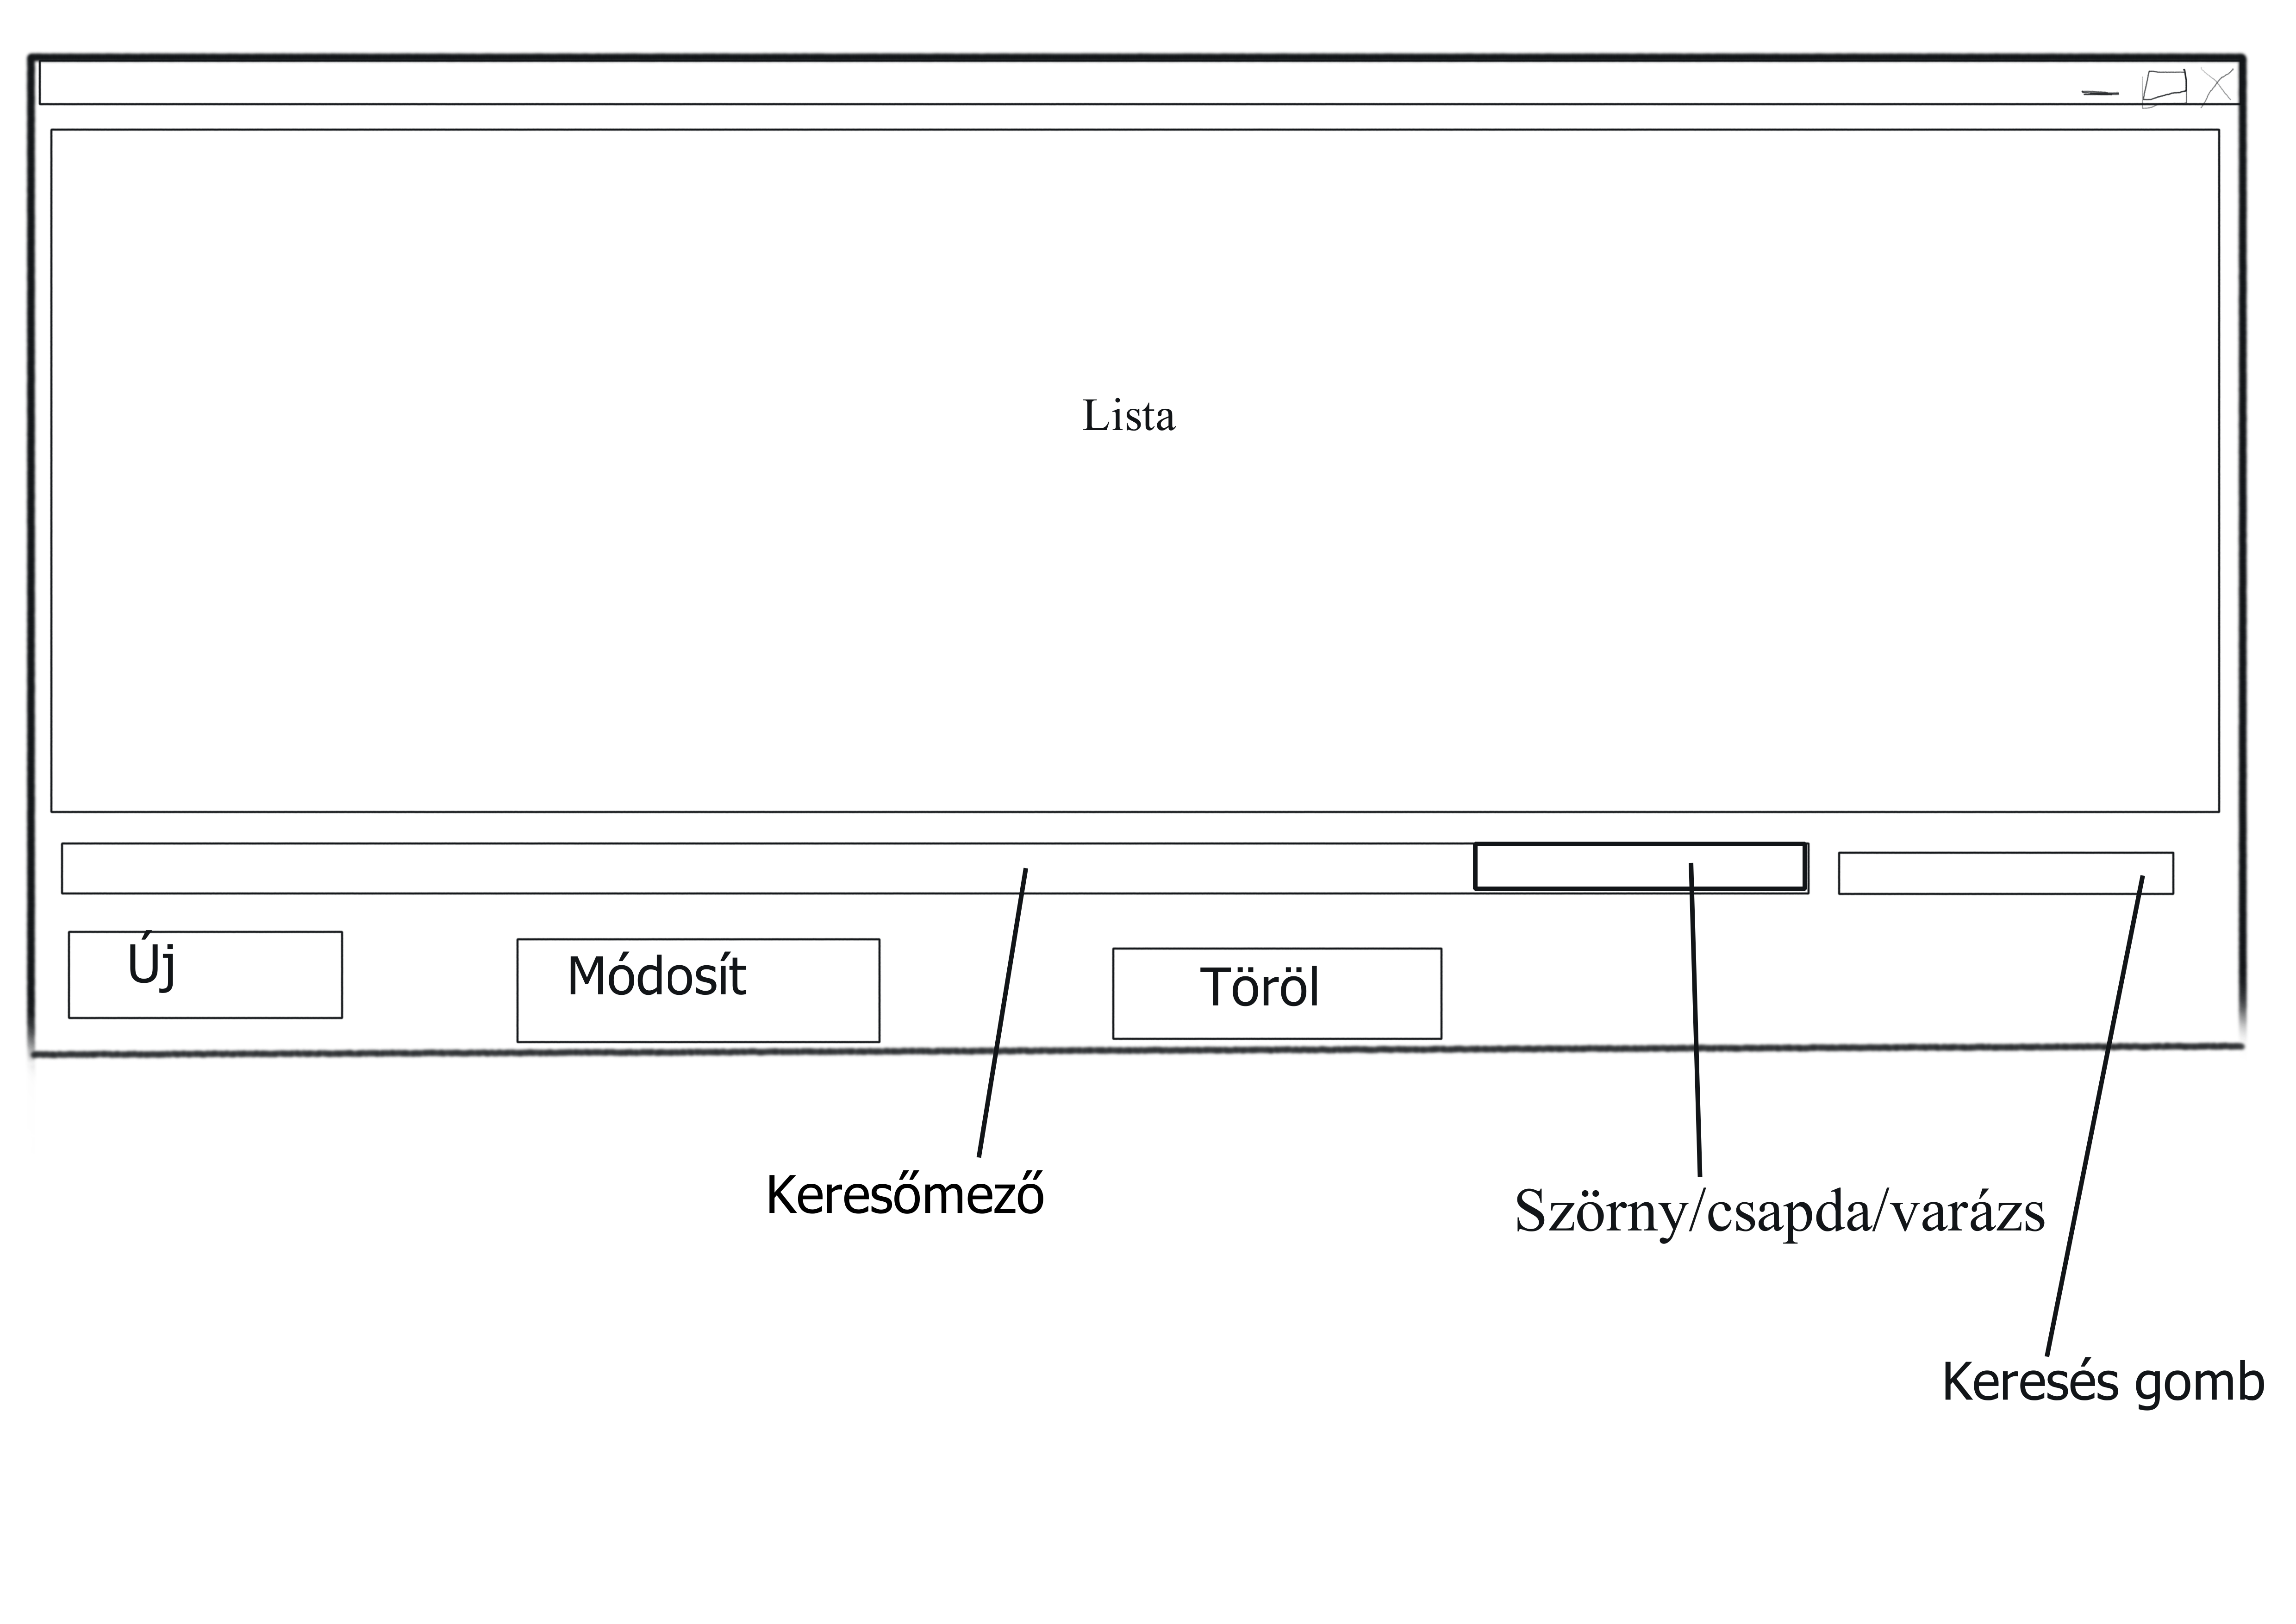 Lista
Új
Módosít
Töröl
Keresőmező
Szörny/csapda/varázs
Keresés gomb